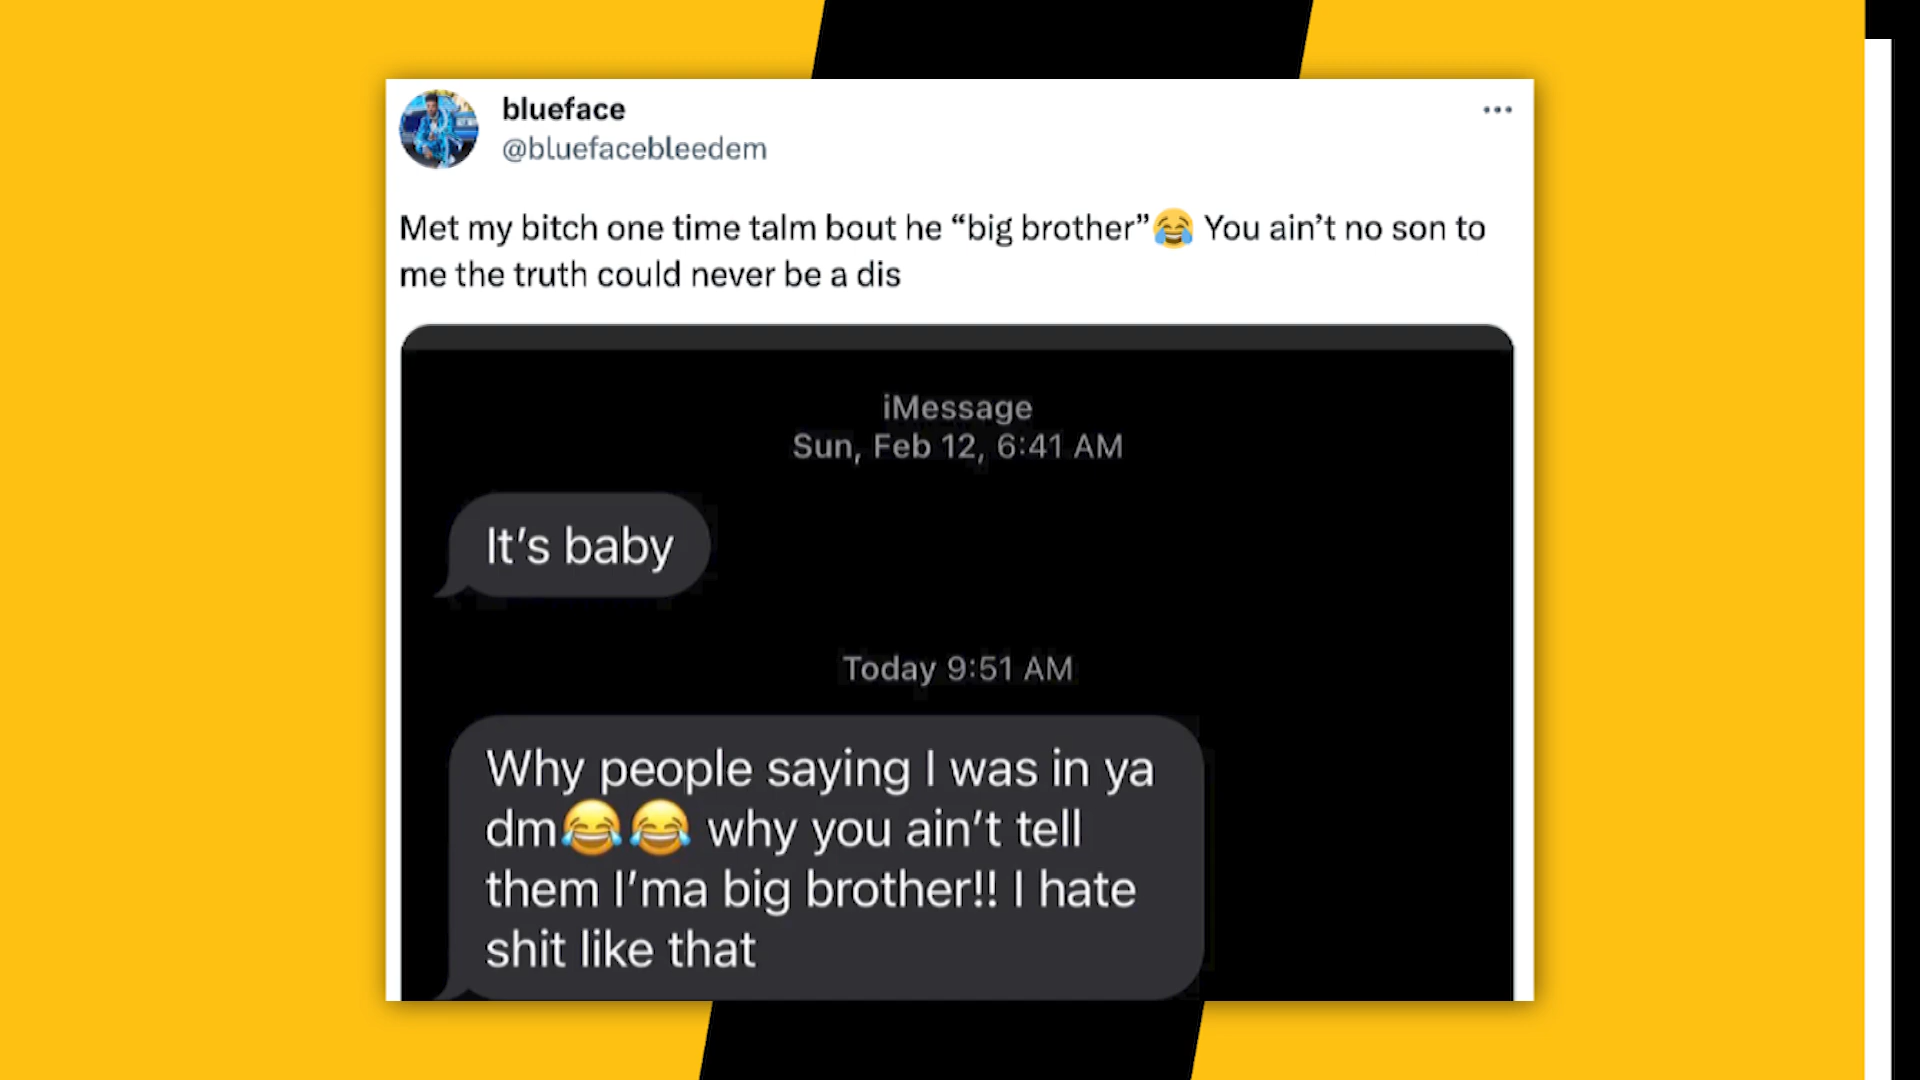 blueface
@bluefacebleedem
Met my bitch one time talm bout he “big brother”😂 You ain’t no son to
me the truth could never be a dis
iMessage
Sun, Feb 12, 6:41 AM
It’s baby
Today 9:51 AM
Why people saying I was in ya
dm😂😂 why you ain’t tell
them I’ma big brother!! I hate
shit like that